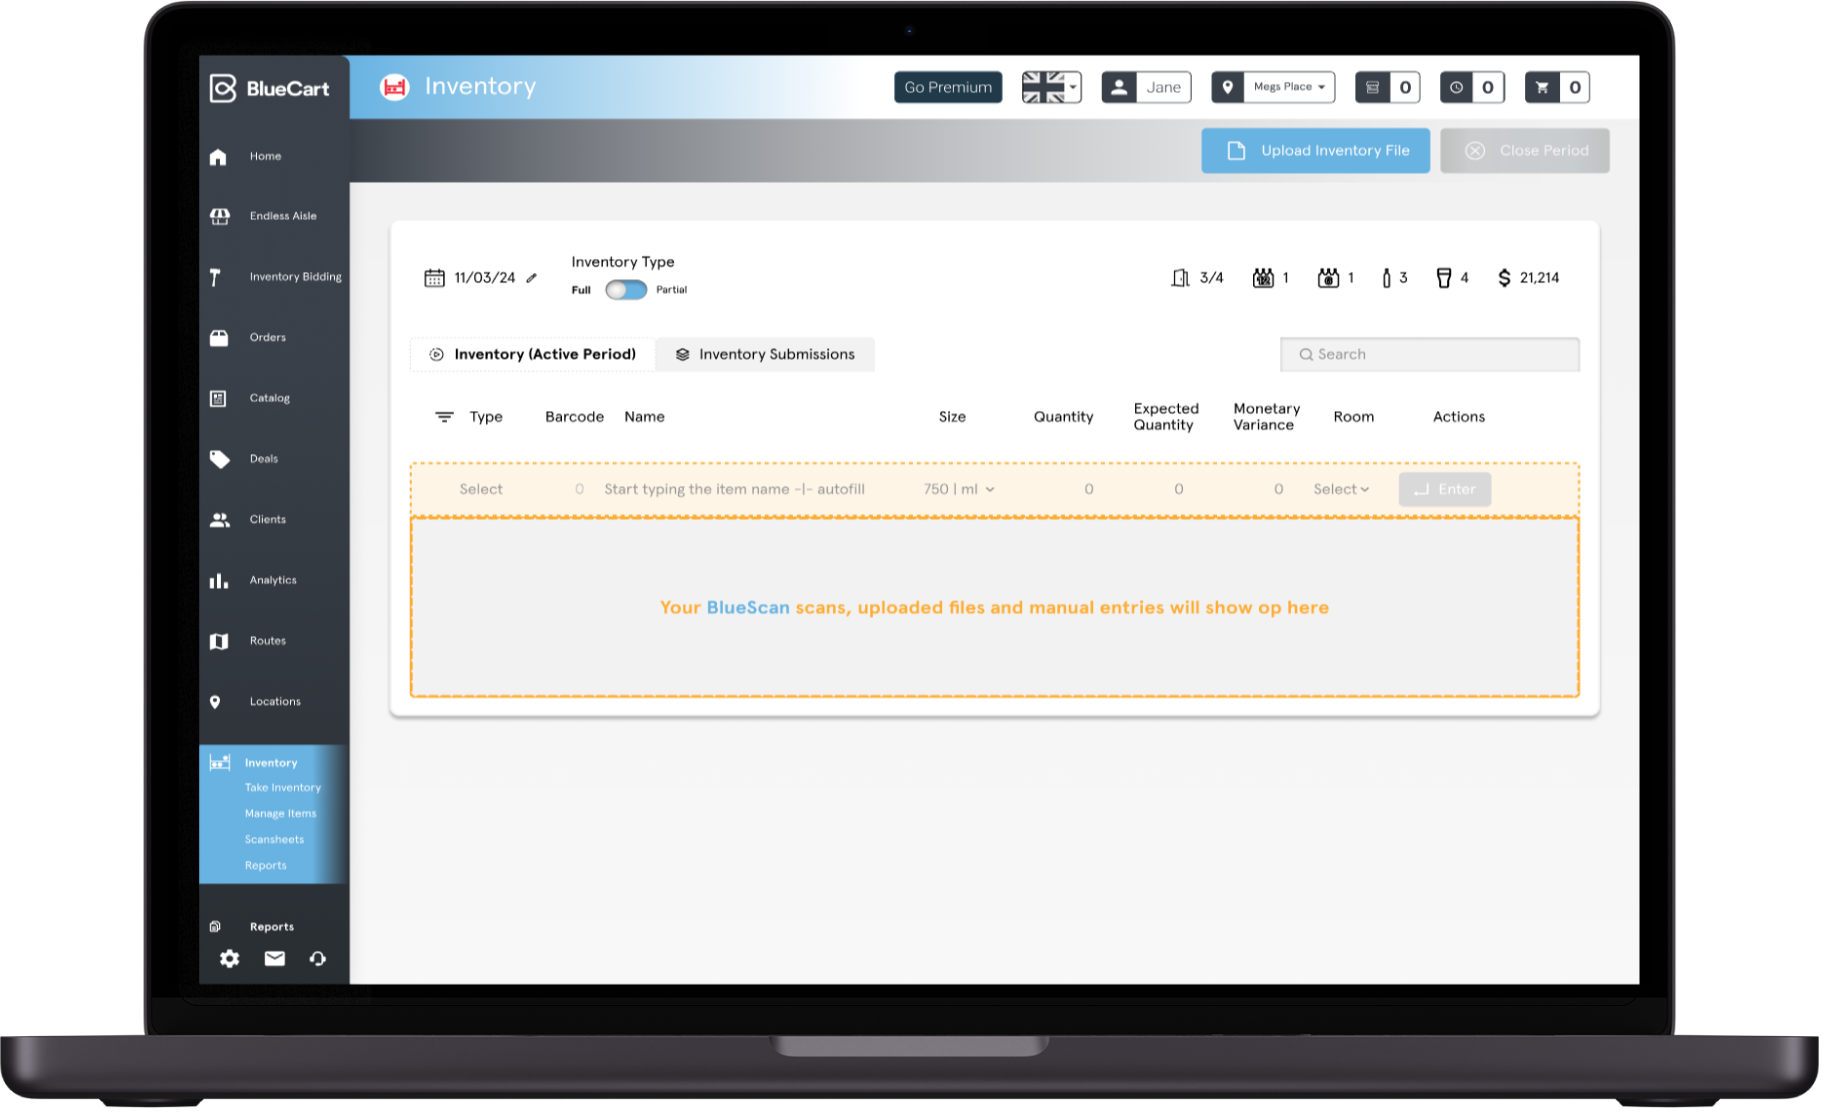 BlueCart
Inventory
Go Premium
Jane
Megs Place
0
0
0
Home
Endless Aisle
Inventory Bidding
Orders
Catalog
Deals
Clients
Analytics
Routes
Locations
Inventory
Take Inventory
Manage Items
Scansheets
Reports
Reports
Upload Inventory File
Close Period
11/03/24
Inventory Type
Full
Partial
3/4
1
1
3
4
$ 21,214
Inventory (Active Period)
Inventory Submissions
Search
Type
Barcode
Name
Size
Quantity
Expected
Quantity
Monetary
Variance
Room
Actions
Select
0
Start typing the item name -|- autofill
750 | ml
0
0
0
Select
Enter
Your BlueScan scans, uploaded files and manual entries will show op here